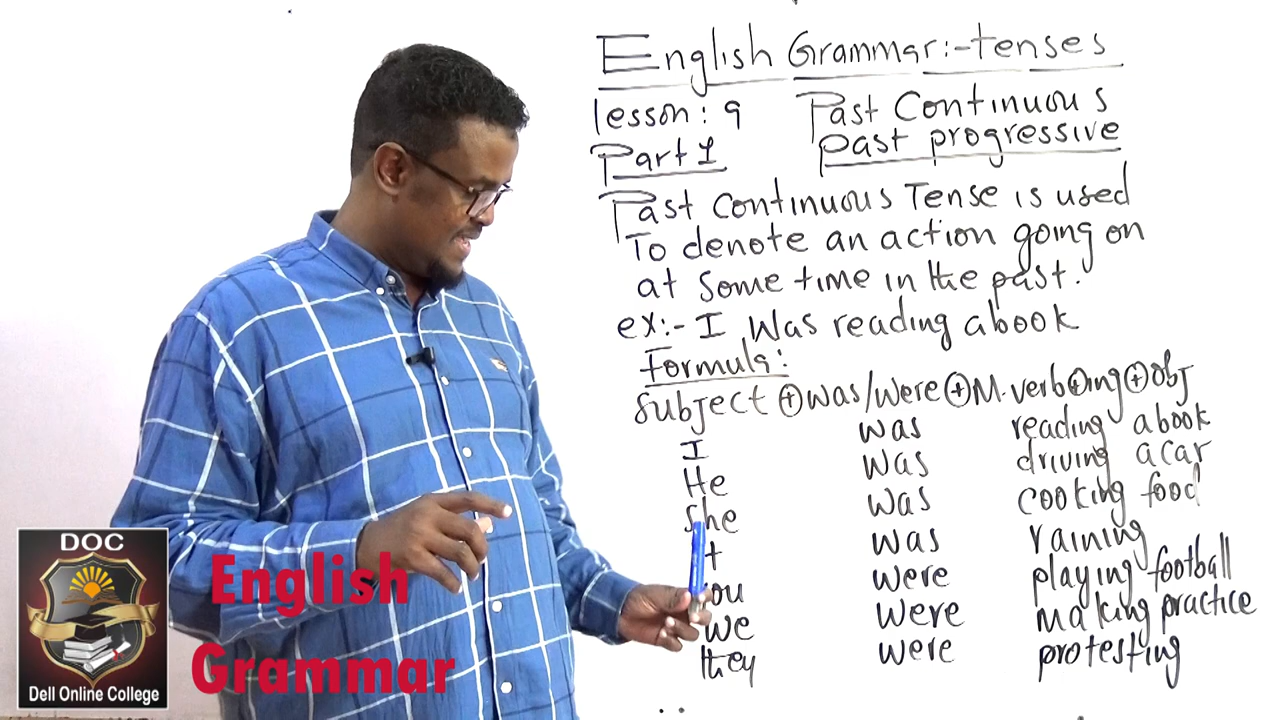 English Grammar:-tenses
lesson: 9 Past Continuous
Part 1 past progressive
Past Continuous Tense is used
To denote an action going on
at some time in the past.
ex:- I Was reading a book
Formula:
Subject + was/were + M. verb + ing + obj
I was reading a book
He was driving a car
She was cooking food
was raining
were playing football
we were making practice
they were protesting
DOC
Dell Online College
English
Grammar